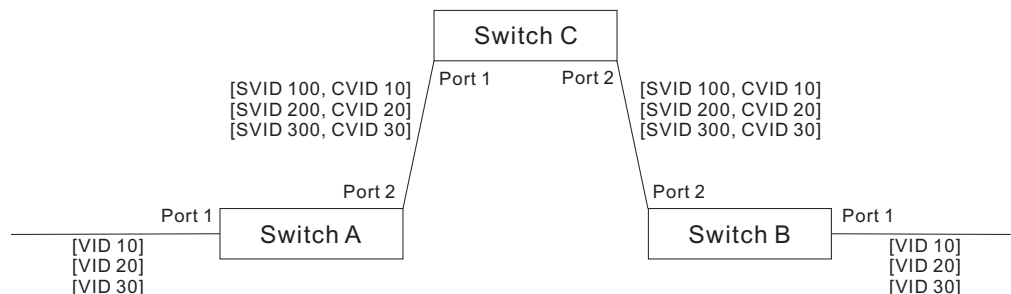 Switch C
Port 1
Port 2
[SVID 100, CVID 10]
[SVID 200, CVID 20]
[SVID 300, CVID 30]
[SVID 100, CVID 10]
[SVID 200, CVID 20]
[SVID 300, CVID 30]
Port 2
Port 2
Port 1
Switch A
Switch B
Port 1
[VID 10]
[VID 20]
[VID 30]
[VID 10]
[VID 20]
[VID 30]